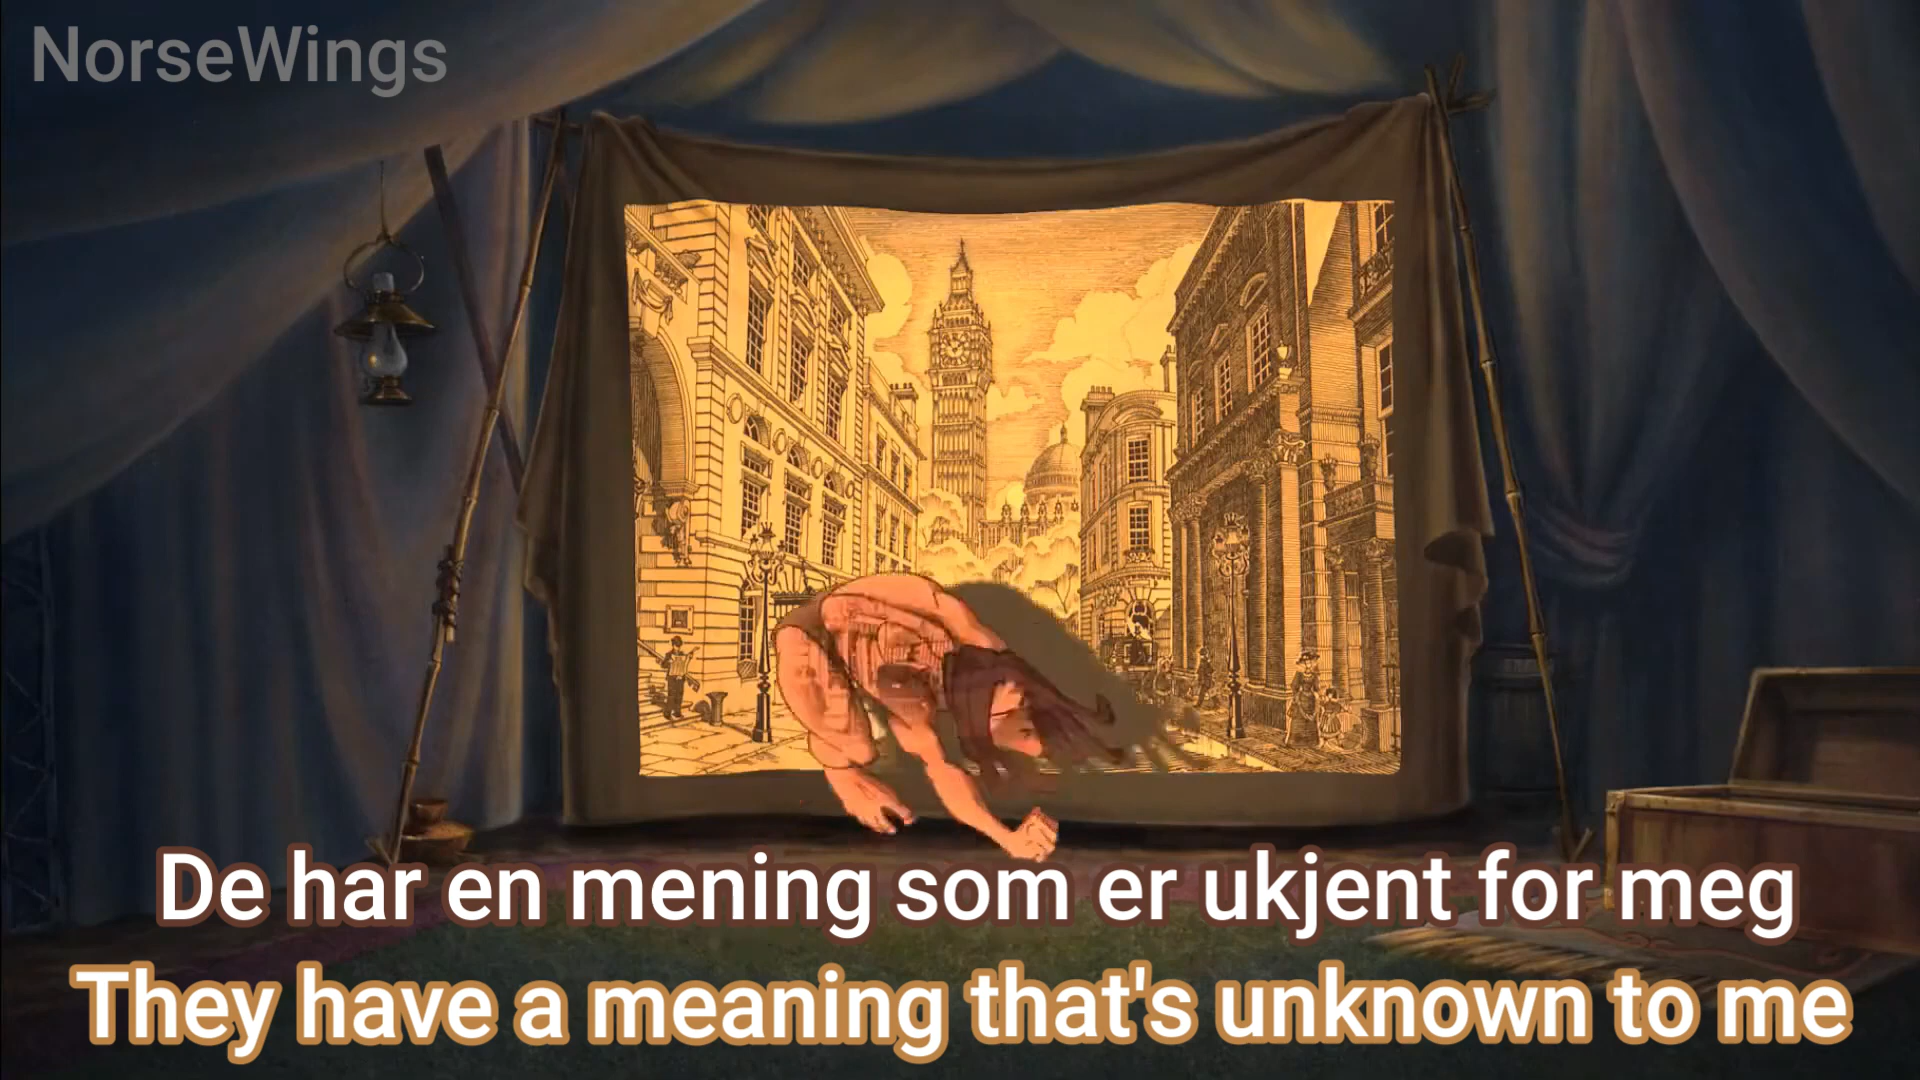 NorseWings
De har en mening som er ukjent for meg
They have a meaning that's unknown to me